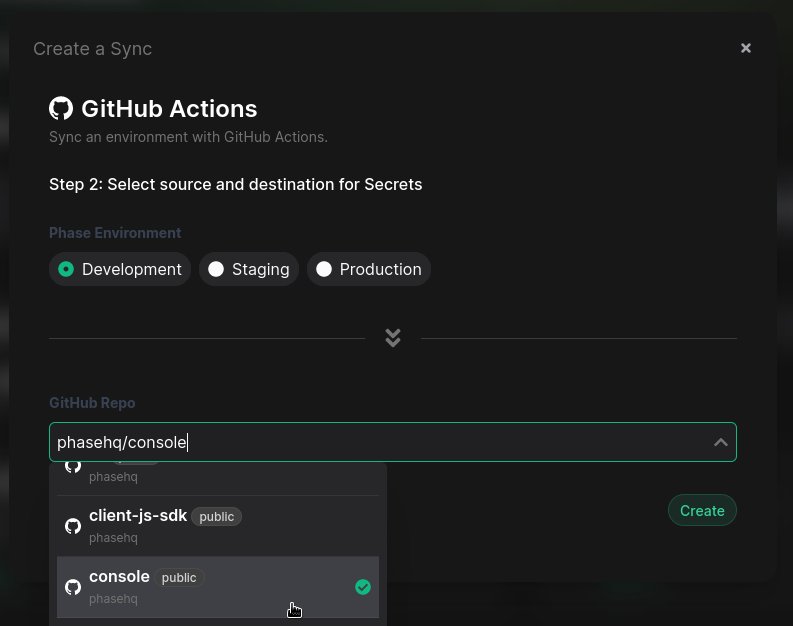 Create a Sync
GitHub Actions
Sync an environment with GitHub Actions.
Step 2: Select source and destination for Secrets
Phase Environment
Development Staging Production
GitHub Repo
phasehq/console
phasehq
client-js-sdk public
phasehq
Create
console public
phasehq